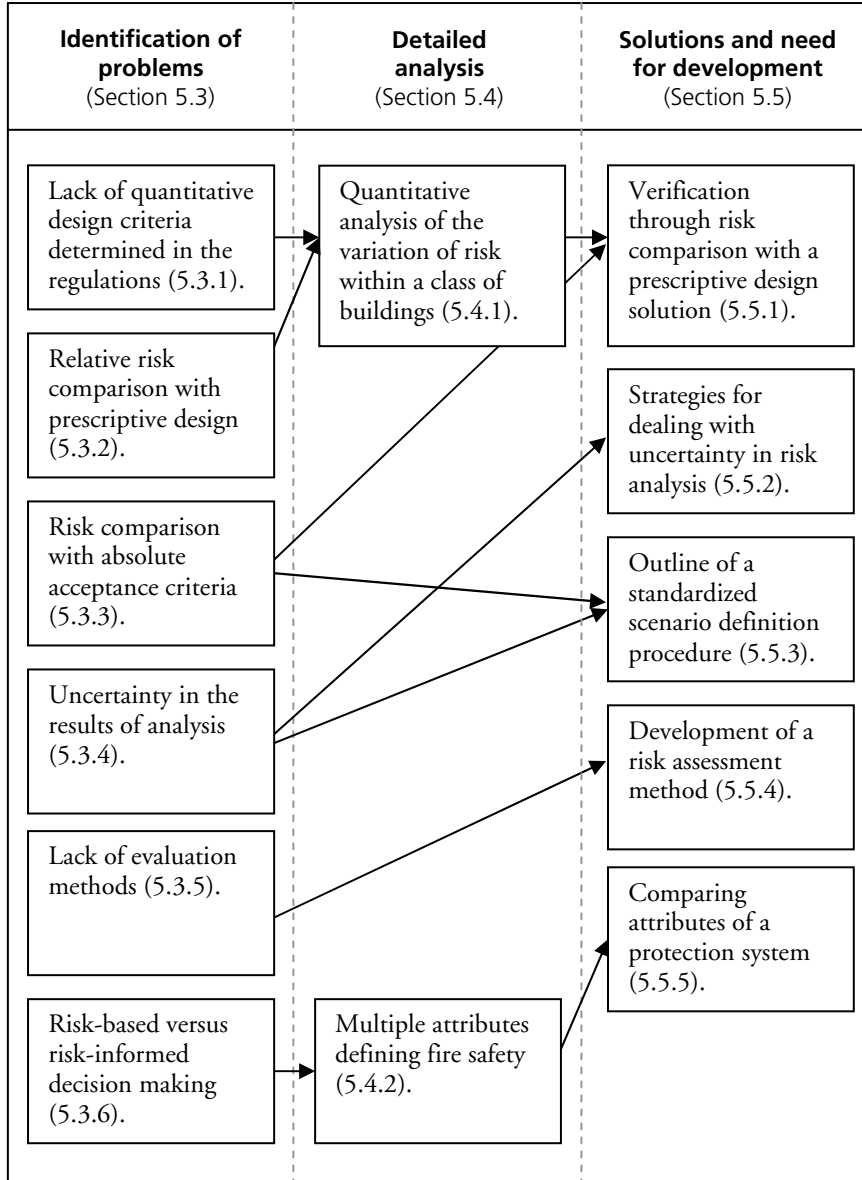 Identification of
problems
(Section 5.3)
Detailed
analysis
(Section 5.4)
Solutions and need
for development
(Section 5.5)
Lack of quantitative
design criteria
determined in the
regulations (5.3.1).
Relative risk
comparison with
prescriptive design
(5.3.2).
Risk comparison
with absolute
acceptance criteria
(5.3.3).
Uncertainty in the
results of analysis
(5.3.4).
Lack of evaluation
methods (5.3.5).
Risk-based versus
risk-informed
decision making
(5.3.6).
Quantitative
analysis of the
variation of risk
within a class of
buildings (5.4.1).
Multiple attributes
defining fire safety
(5.4.2).
Verification
through risk
comparison with a
prescriptive design
solution (5.5.1).
Strategies for
dealing with
uncertainty in risk
analysis (5.5.2).
Outline of a
standardized
scenario definition
procedure (5.5.3).
Development of a
risk assessment
method (5.5.4).
Comparing
attributes of a
protection system
(5.5.5).